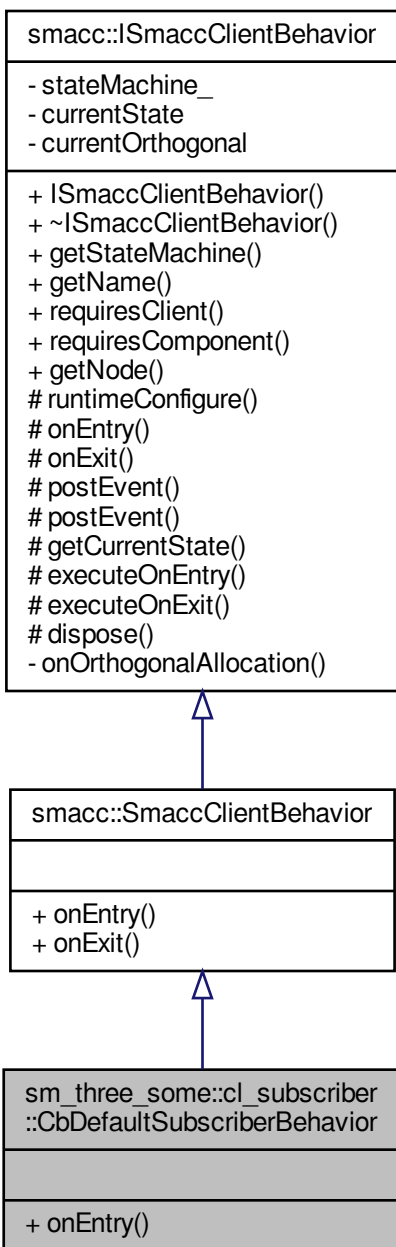 smacc::ISmaccClientBehavior
- stateMachine_
- currentState
- currentOrthogonal
+ ISmaccClientBehavior()
+ ~ISmaccClientBehavior()
+ getStateMachine()
+ getName()
+ requiresClient()
+ requiresComponent()
+ getNode()
# runtimeConfigure()
# onEntry()
# onExit()
# postEvent()
# postEvent()
# getCurrentState()
# executeOnEntry()
# executeOnExit()
# dispose()
- onOrthogonalAllocation()
smacc::SmaccClientBehavior
+ onEntry()
+ onExit()
sm_three_some::cl_subscriber
::CbDefaultSubscriberBehavior
+ onEntry()